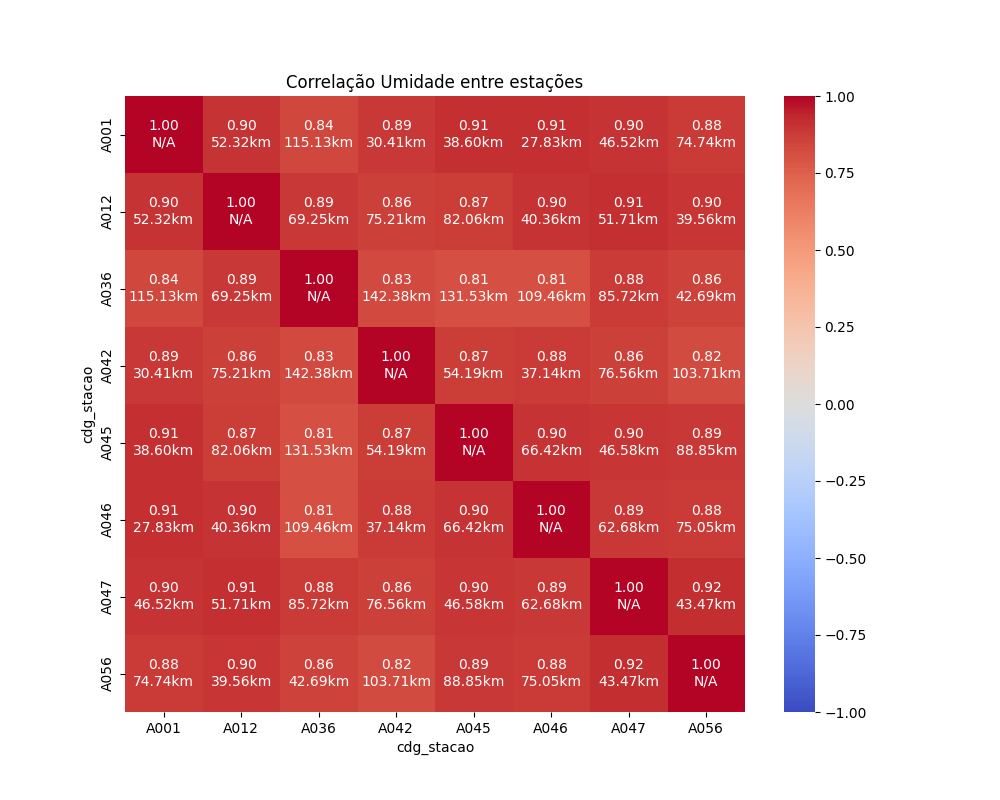 Correlação Umidade entre estações
A001 1.00 0.90 0.84 0.89 0.91 0.91 0.90 0.88
N/A 52.32km 115.13km 30.41km 38.60km 27.83km 46.52km 74.74km
A012 0.90 1.00 0.89 0.86 0.87 0.90 0.91 0.90
52.32km N/A 69.25km 75.21km 82.06km 40.36km 51.71km 39.56km
A036 0.84 0.89 1.00 0.83 0.81 0.81 0.88 0.86
115.13km 69.25km N/A 142.38km 131.53km 109.46km 85.72km 42.69km
A042 0.89 0.86 0.83 1.00 0.87 0.88 0.86 0.82
30.41km 75.21km 142.38km N/A 54.19km 37.14km 76.56km 103.71km
A045 0.91 0.87 0.81 0.87 1.00 0.90 0.90 0.89
38.60km 82.06km 131.53km 54.19km N/A 66.42km 46.58km 88.85km
A046 0.91 0.90 0.81 0.88 0.90 1.00 0.89 0.88
27.83km 40.36km 109.46km 37.14km 66.42km N/A 62.68km 75.05km
A047 0.90 0.91 0.88 0.86 0.90 0.89 1.00 0.92
46.52km 51.71km 85.72km 76.56km 46.58km 62.68km N/A 43.47km
A056 0.88 0.90 0.86 0.82 0.89 0.88 0.92 1.00
74.74km 39.56km 42.69km 103.71km 88.85km 75.05km 43.47km N/A
A001 A012 A036 A042 A045 A046 A047 A056
cdg_stacao
cdg_stacao
1.00
0.75
0.50
0.25
0.00
−0.25
−0.50
−0.75
−1.00